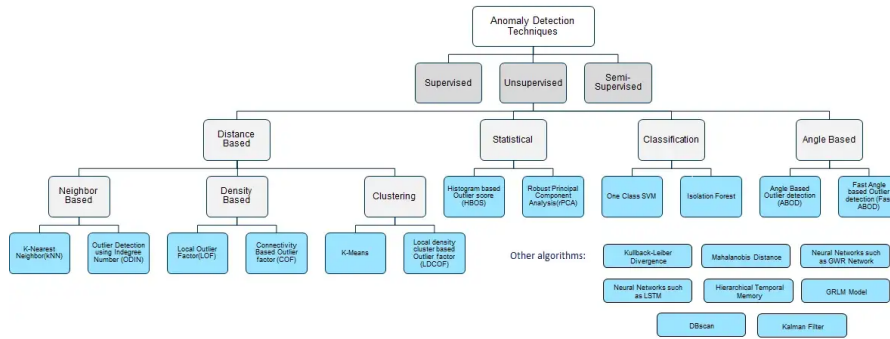 Anomaly Detection
Techniques
Supervised
Unsupervised
Semi-
Supervised
Distance
Based
Statistical
Classification
Angle Based
Neighbor
Based
Density
Based
Clustering
Histogram based
Outlier score
(HBOS)
Robust Principal
Component
Analysis(rPCA)
One Class SVM
Isolation Forest
Angle Based
Outlier detection
(ABOD)
Fast Angle
based Outlier
detection (Fast
ABOD)
K-Nearest
Neighbor(kNN)
Outlier Detection
using Indegree
Number (ODIN)
Local Outlier
Factor(LOF)
Connectivity
Based Outlier
factor (COF)
K-Means
Local density
cluster based
Outlier factor
(LDCOF)
Other algorithms:
Kullback-Leiber
Divergence
Mahalanobis Distance
Neural Networks such
as GWR Network
Neural Networks such
as LSTM
Hierarchical Temporal
Memory
GRLM Model
DBscan
Kalman Filter